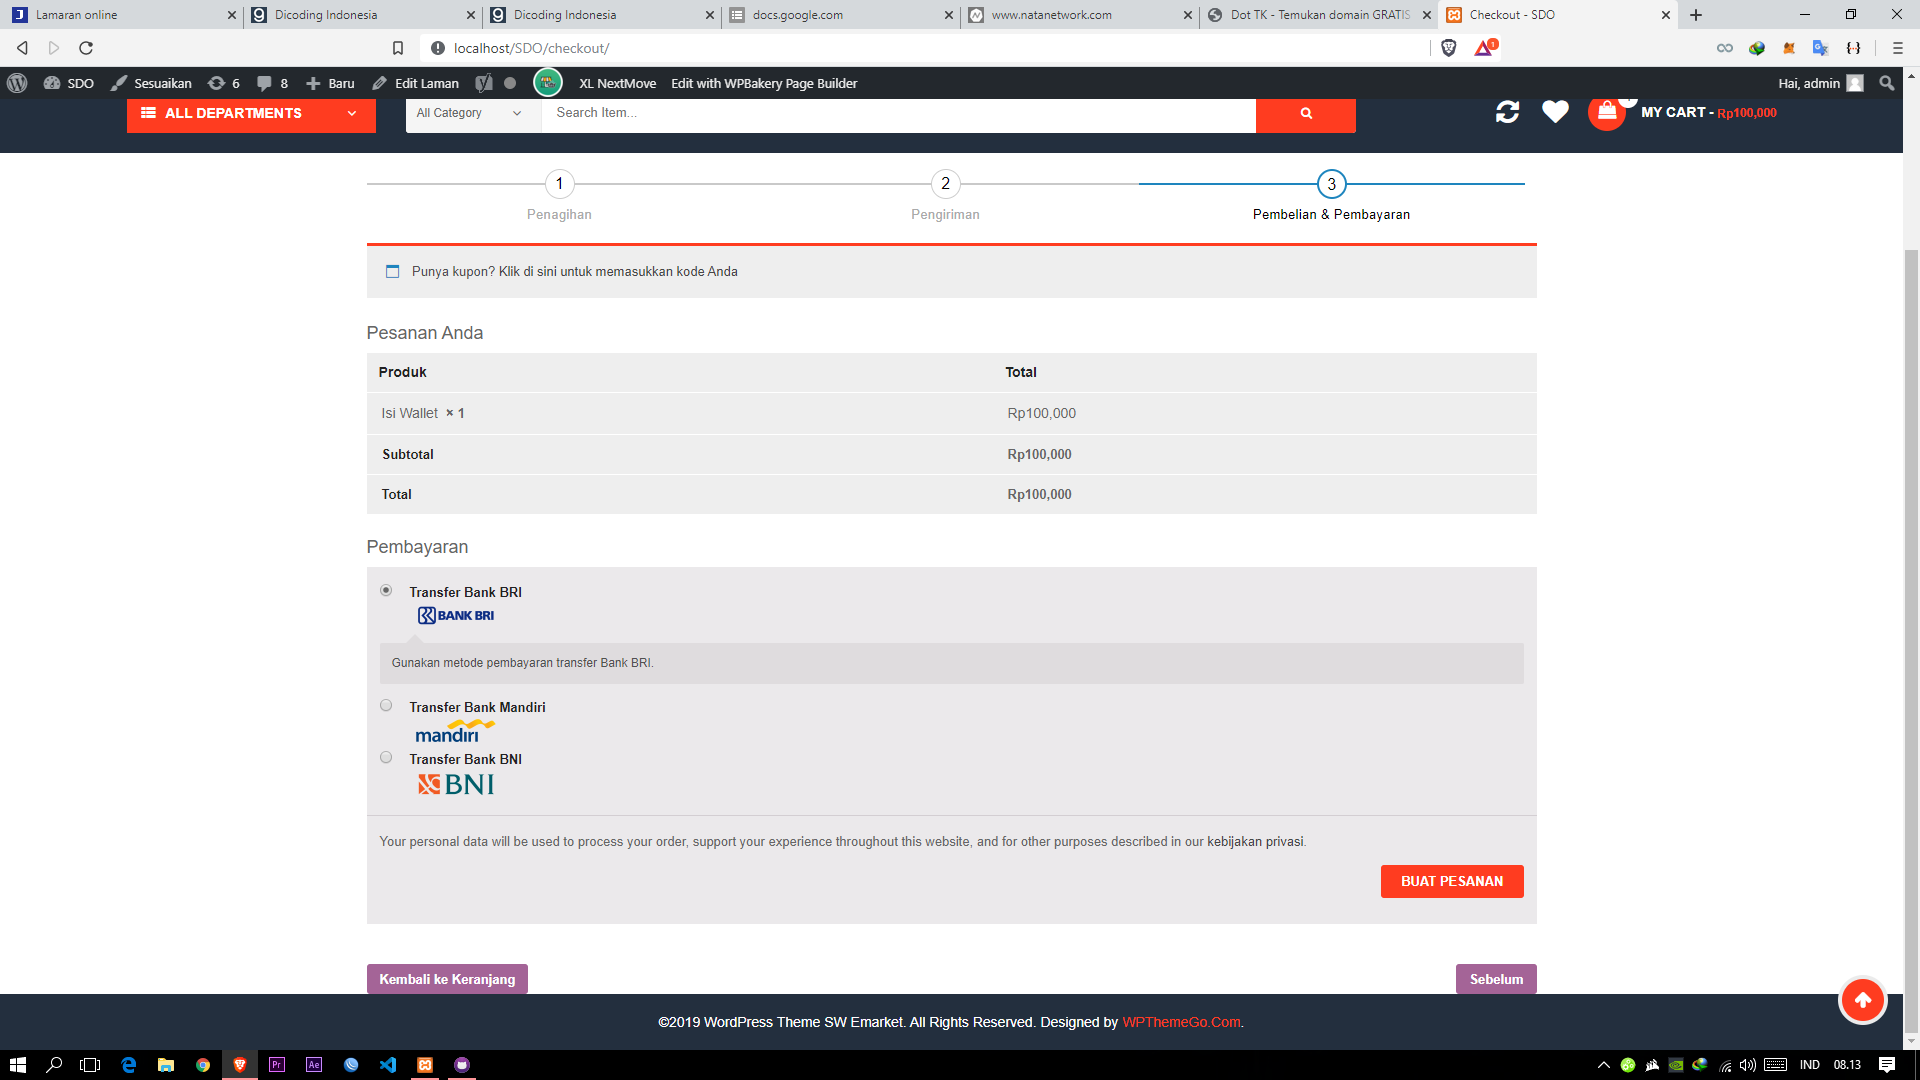 Lamaran online
Dicoding Indonesia
Dicoding Indonesia
docs.google.com
www.natanetwork.com
Dot TK - Temukan domain GRATIS
Checkout - SDO
localhost/SDO/checkout/
1
SDO
Sesuaikan
6
8
Baru
Edit Laman
XL NextMove
Edit with WPBakery Page Builder
Hai, admin
ALL DEPARTMENTS
All Category
Search Item...
MY CART - Rp100,000
1
2
3
Penagihan
Pengiriman
Pembelian & Pembayaran
Punya kupon? Klik di sini untuk memasukkan kode Anda
Pesanan Anda
Produk
Total
Isi Wallet × 1
Rp100,000
Subtotal
Rp100,000
Total
Rp100,000
Pembayaran
Transfer Bank BRI
BANK BRI
Gunakan metode pembayaran transfer Bank BRI.
Transfer Bank Mandiri
mandiri
Transfer Bank BNI
BNI
Your personal data will be used to process your order, support your experience throughout this website, and for other purposes described in our kebijakan privasi.
BUAT PESANAN
Kembali ke Keranjang
Sebelum
©2019 WordPress Theme SW Emarket. All Rights Reserved. Designed by WPThemeGo.Com.
Pr
Ae
IND
08.13